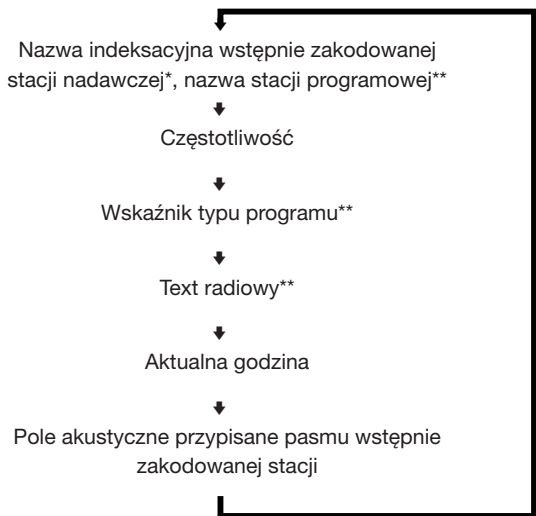 Nazwa indeksacyjna wstępnie zakodowanej
stacji nadawczej*, nazwa stacji programowej**
Częstotliwość
Wskaźnik typu programu**
Text radiowy**
Aktualna godzina
Pole akustyczne przypisane pasmu wstępnie
zakodowanej stacji